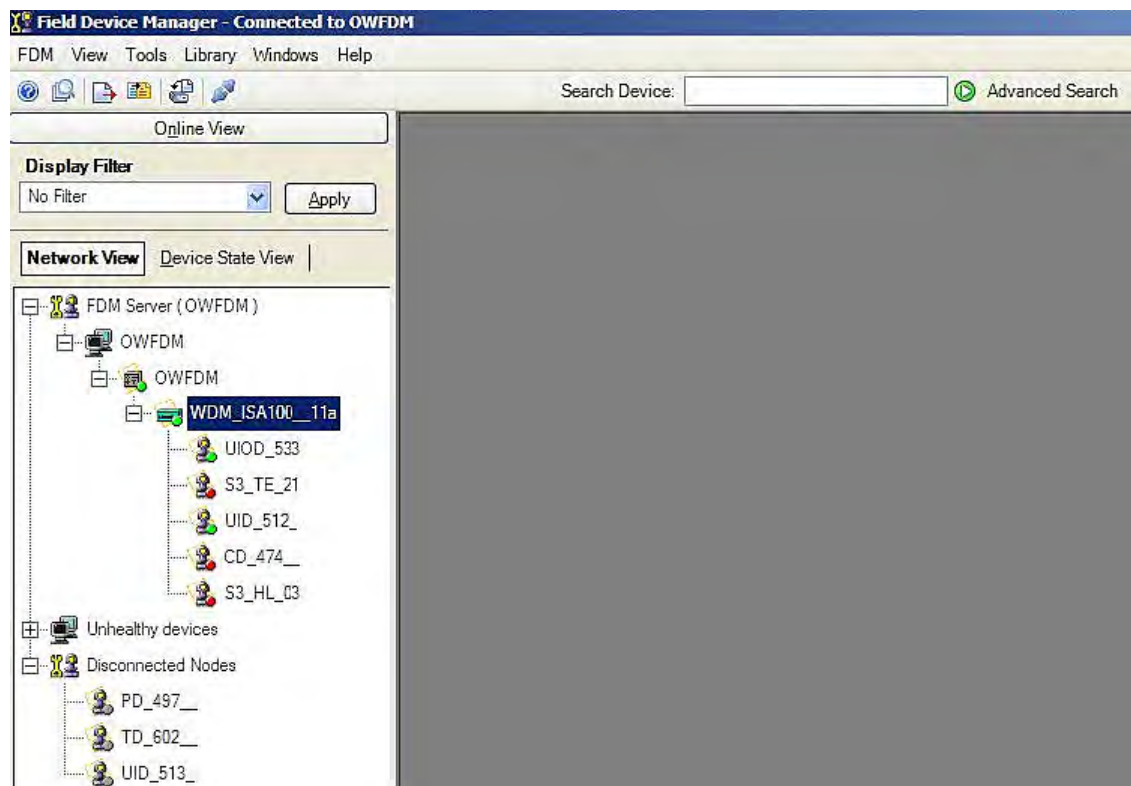 Field Device Manager - Connected to OWFDM
FDM View Tools Library Windows Help
Search Device: Advanced Search
Online View
Display Filter
No Filter Apply
Network View Device State View
FDM Server ( OWFDM )
OWFDM
OWFDM
WDM_ISA100__11a
UIOD_533
S3_TE_21
UID_512_
CD_474__
S3_HL_03
Unhealthy devices
Disconnected Nodes
PD_497__
TD_602__
UID_513_